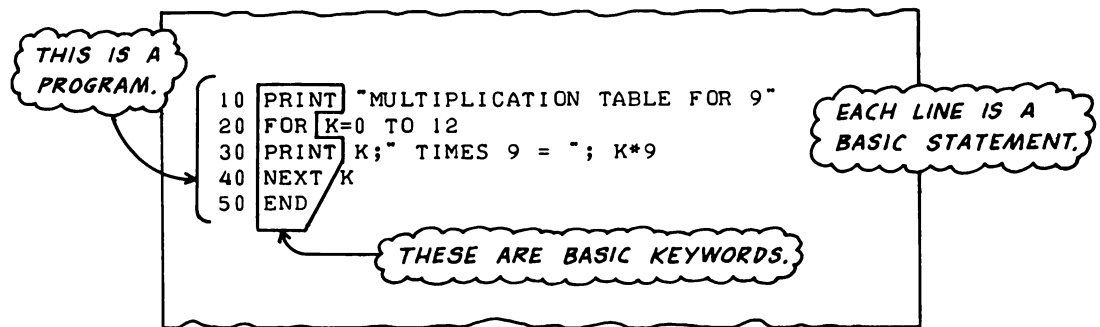 THIS IS A
PROGRAM.
10 PRINT "MULTIPLICATION TABLE FOR 9"
20 FOR K=0 TO 12
30 PRINT K;" TIMES 9 = "; K*9
40 NEXT K
50 END
EACH LINE IS A
BASIC STATEMENT.
THESE ARE BASIC KEYWORDS.